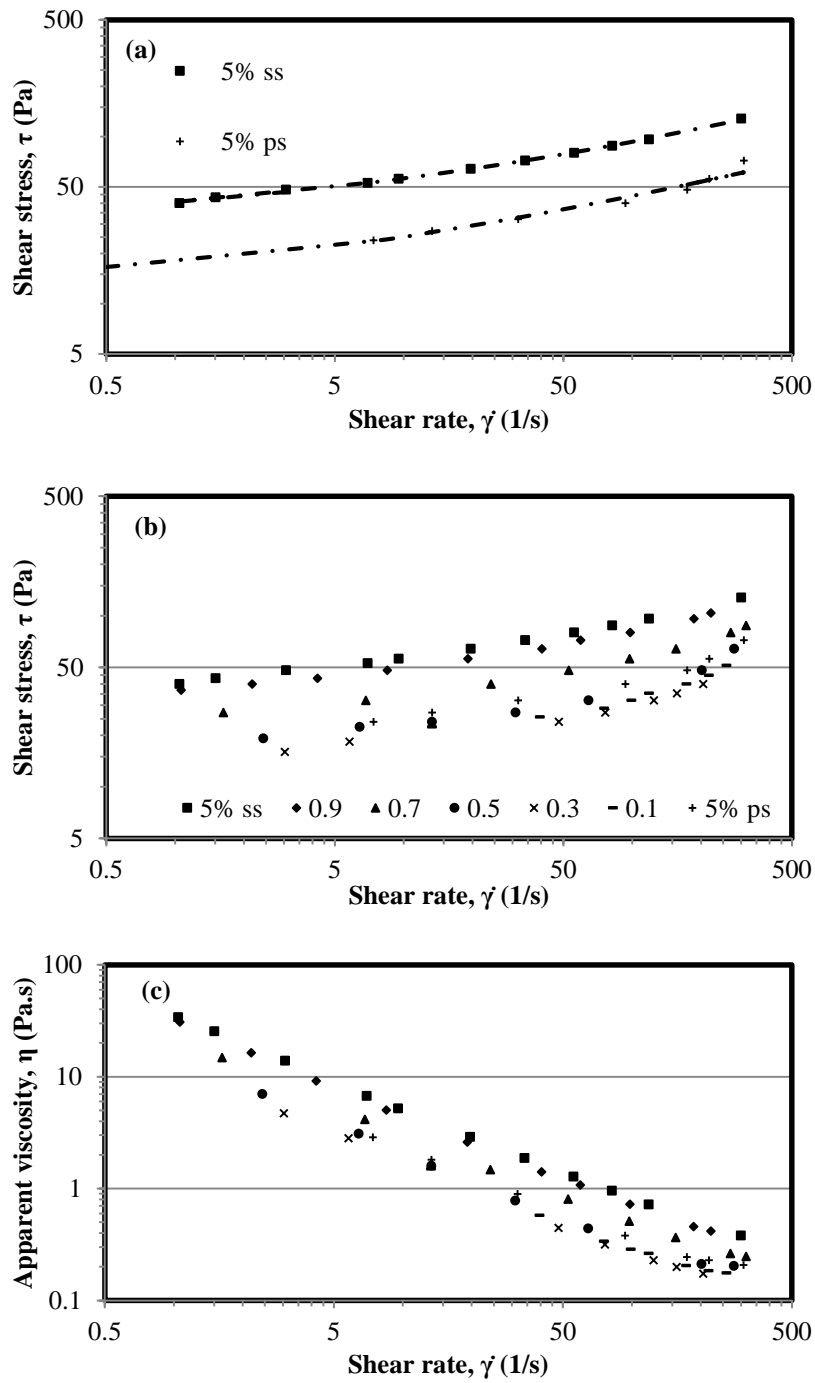 500
(a)
5% ss
5% ps
50
5
0.5 5 50 500
Shear stress, τ (Pa)
Shear rate, γ̇ (1/s)
500
(b)
50
5% ss 0.9 0.7 0.5 0.3 0.1 5% ps
5
0.5 5 50 500
Shear stress, τ (Pa)
Shear rate, γ̇ (1/s)
100
(c)
10
1
0.1
0.5 5 50 500
Apparent viscosity, η (Pa.s)
Shear rate, γ̇ (1/s)